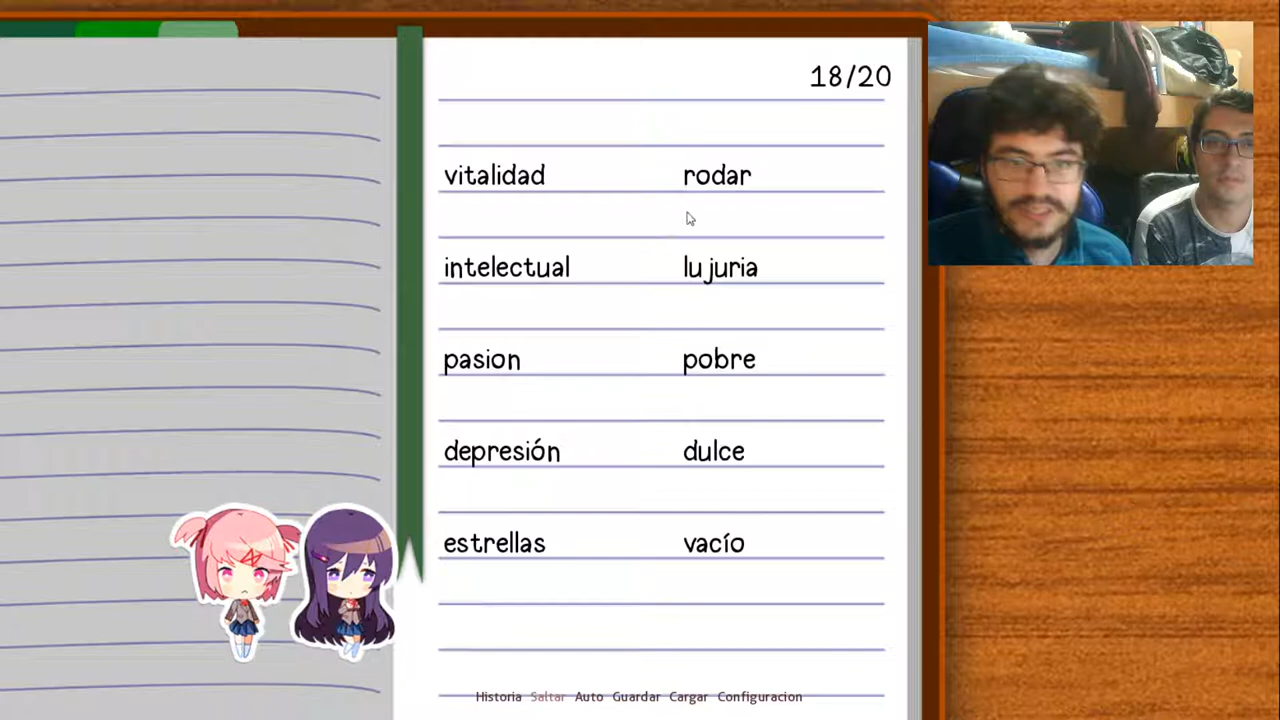 18/20
vitalidad rodar
intelectual lujuria
pasion pobre
depresión dulce
estrellas vacío
Historia Saltar Auto Guardar Cargar Configuracion